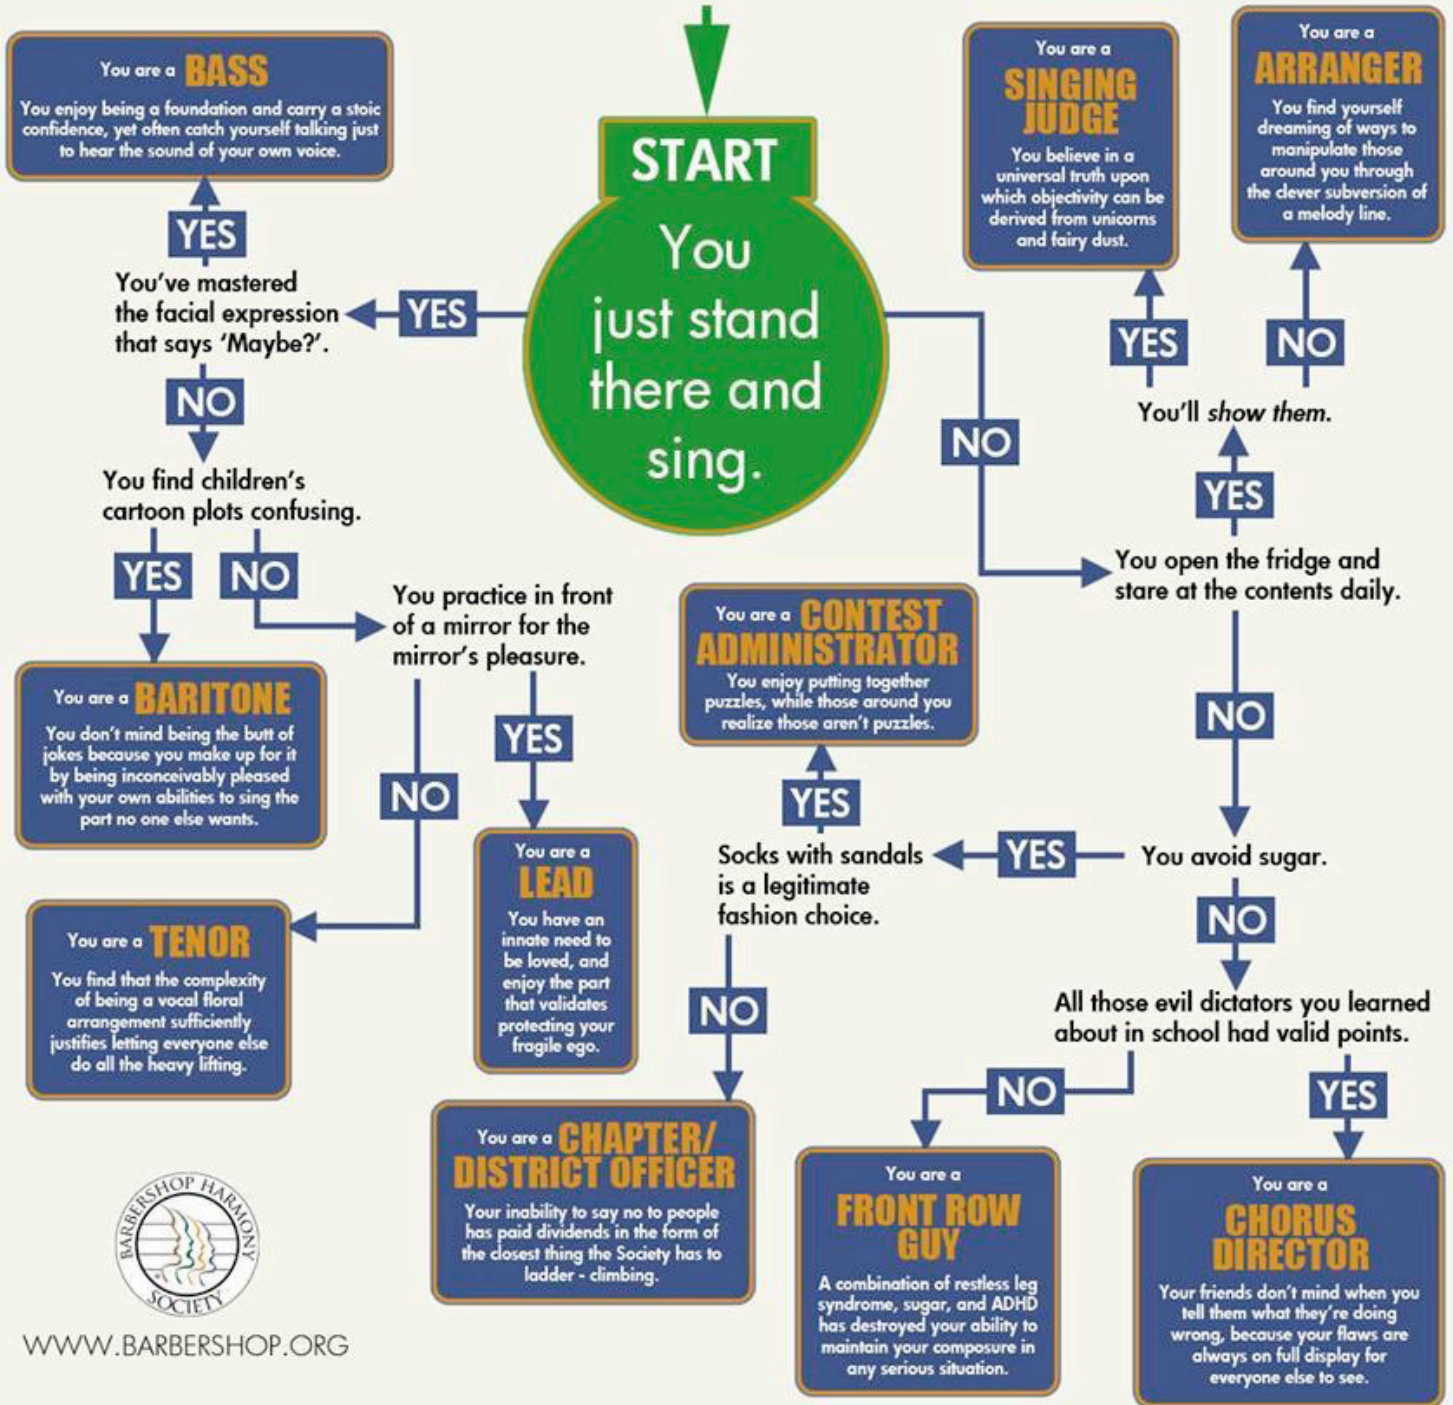 You are a BASS
You enjoy being a foundation and carry a stoic
confidence, yet often catch yourself talking just
to hear the sound of your own voice.
YES
You've mastered
the facial expression
that says 'Maybe?'.
YES
START
You
just stand
there and
sing.
NO
You find children's
cartoon plots confusing.
YES
NO
You are a BARITONE
You don't mind being the butt of
jokes because you make up for it
by being inconceivably pleased
with your own abilities to sing the
part no one else wants.
You practice in front
of a mirror for the
mirror's pleasure.
NO
YES
You are a TENOR
You find that the complexity
of being a vocal floral
arrangement sufficiently
justifies letting everyone else
do all the heavy lifting.
You are a
LEAD
You have an
innate need to
be loved, and
enjoy the part
that validates
protecting your
fragile ego.
NO
You are a
SINGING
JUDGE
You believe in a
universal truth upon
which objectivity can be
derived from unicorns
and fairy dust.
You are a
ARRANGER
You find yourself
dreaming of ways to
manipulate those
around you through
the clever subversion of
a melody line.
YES
NO
You'll show them.
YES
You open the fridge and
stare at the contents daily.
NO
You avoid sugar.
YES
Socks with sandals
is a legitimate
fashion choice.
YES
You are a CONTEST
ADMINISTRATOR
You enjoy putting together
puzzles, while those around you
realize those aren't puzzles.
NO
You are a CHAPTER/
DISTRICT OFFICER
Your inability to say no to people
has paid dividends in the form of
the closest thing the Society has to
ladder - climbing.
NO
All those evil dictators you learned
about in school had valid points.
NO
YES
You are a
FRONT ROW
GUY
A combination of restless leg
syndrome, sugar, and ADHD
has destroyed your ability to
maintain your composure in
any serious situation.
You are a
CHORUS
DIRECTOR
Your friends don't mind when you
tell them what they're doing
wrong, because your flaws are
always on full display for
everyone else to see.
BARBERSHOP HARMONY
SOCIETY
WWW.BARBERSHOP.ORG